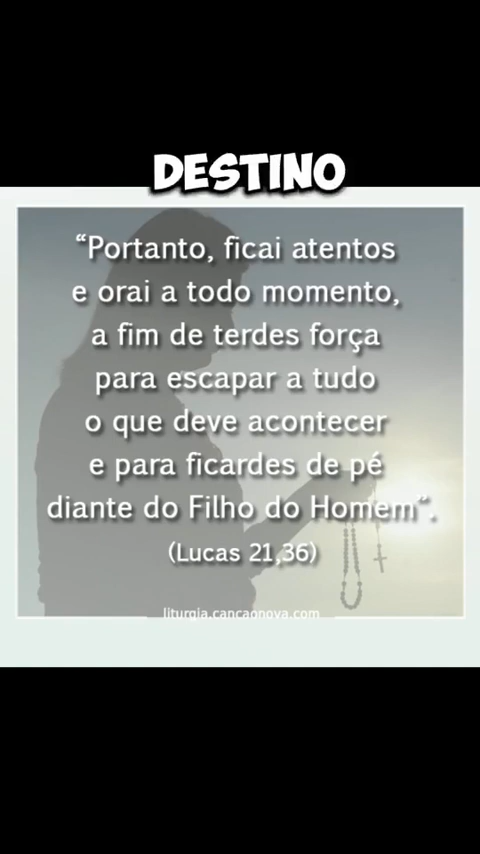 DESTINO
“Portanto, ficai atentos
e orai a todo momento,
a fim de terdes força
para escapar a tudo
o que deve acontecer
e para ficardes de pé
diante do Filho do Homem”.
(Lucas 21,36)
liturgia.cancaonova.com